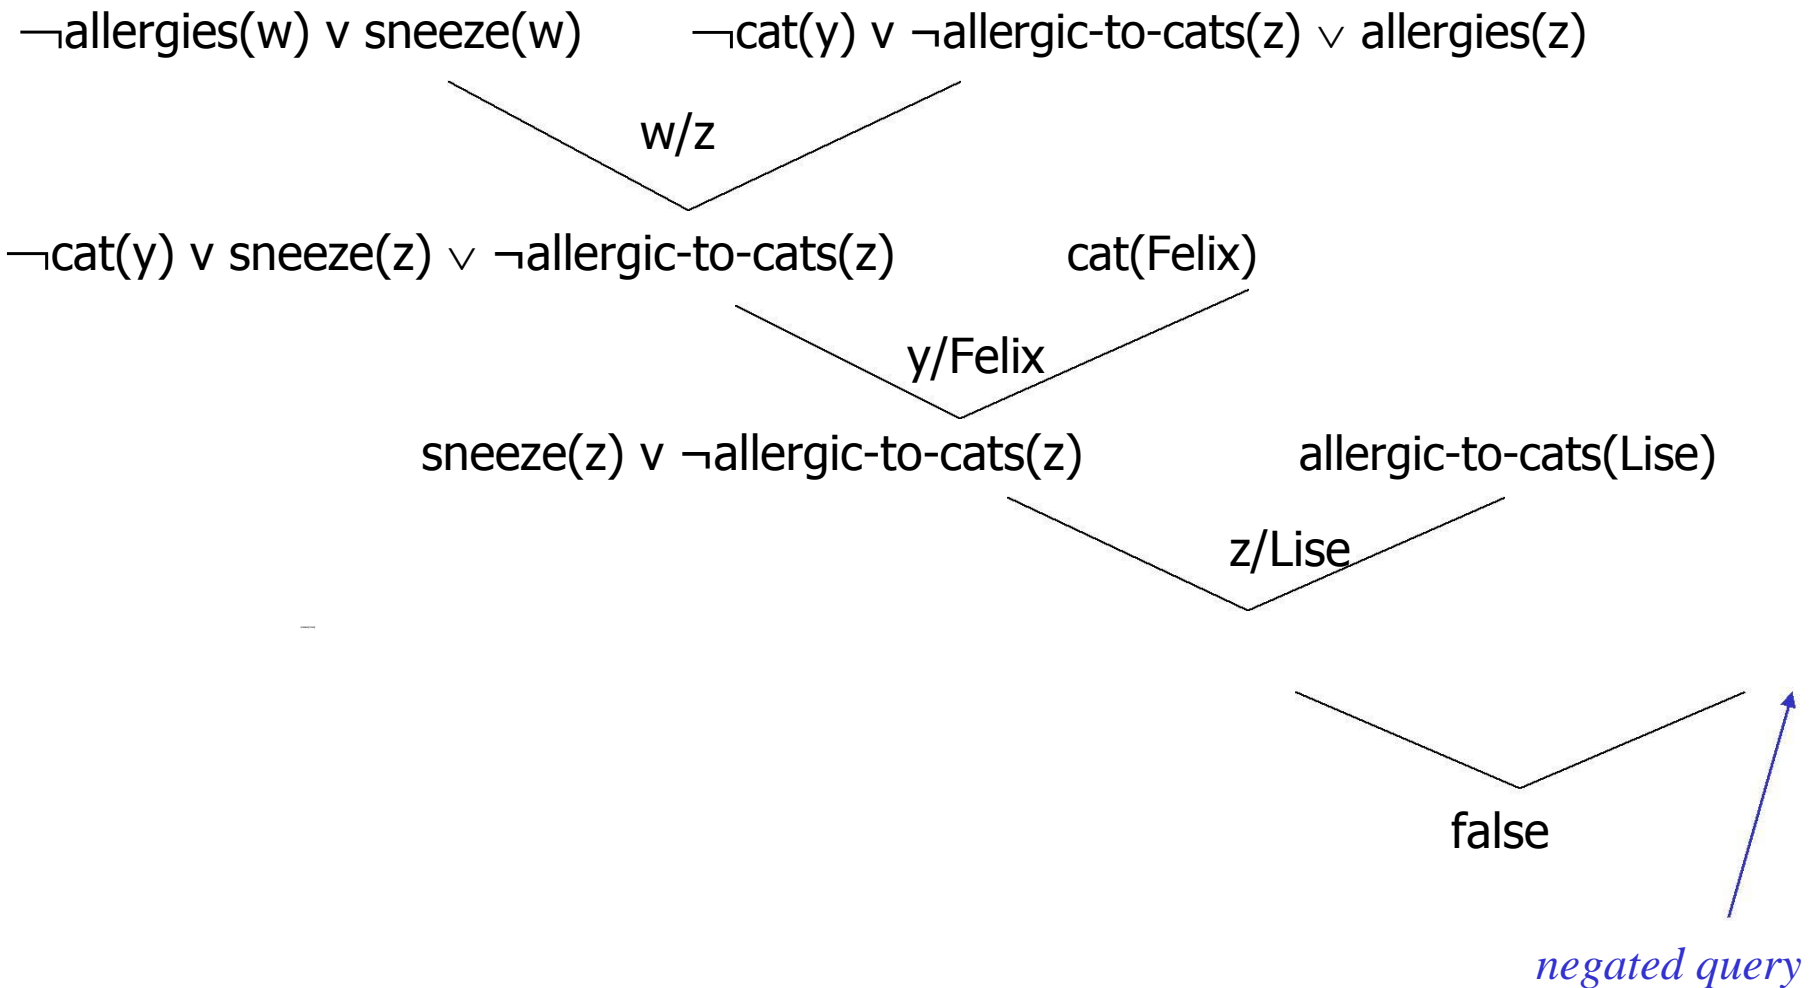 ¬allergies(w) v sneeze(w) ¬cat(y) v ¬allergic-to-cats(z) ∨ allergies(z)
w/z
¬cat(y) v sneeze(z) ∨ ¬allergic-to-cats(z) cat(Felix)
y/Felix
sneeze(z) v ¬allergic-to-cats(z) allergic-to-cats(Lise)
z/Lise
false
negated query